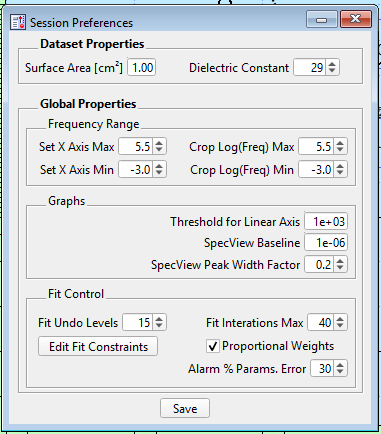 Session Preferences
Dataset Properties
Surface Area [cm²] 1.00 Dielectric Constant 29
Global Properties
Frequency Range
Set X Axis Max 5.5 Crop Log(Freq) Max 5.5
Set X Axis Min -3.0 Crop Log(Freq) Min -3.0
Graphs
Threshold for Linear Axis 1e+03
SpecView Baseline 1e-06
SpecView Peak Width Factor 0.2
Fit Control
Fit Undo Levels 15 Fit Interations Max 40
Edit Fit Constraints Proportional Weights
Alarm % Params. Error 30
Save